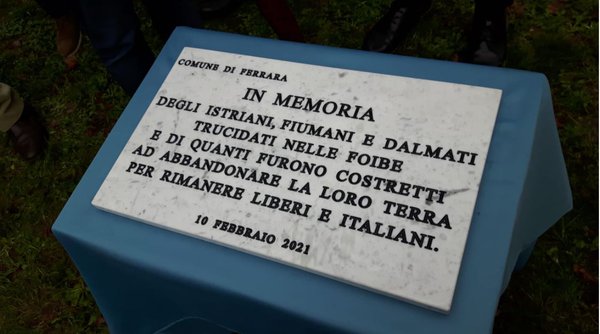 COMUNE DI FERRARA
IN MEMORIA
DEGLI ISTRIANI, FIUMANI E DALMATI
TRUCIDATI NELLE FOIBE
E DI QUANTI FURONO COSTRETTI
AD ABBANDONARE LA LORO TERRA
PER RIMANERE LIBERI E ITALIANI.
10 FEBBRAIO 2021